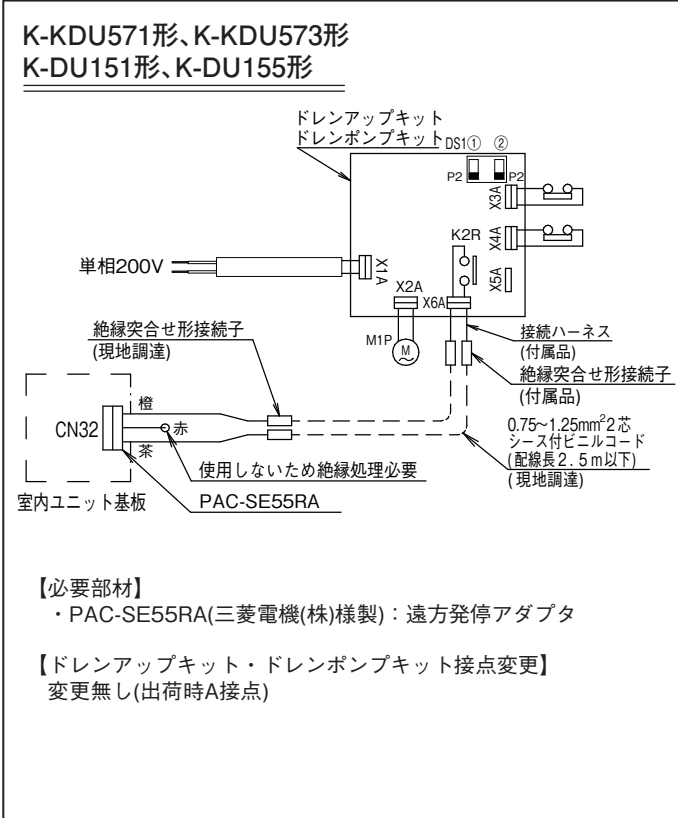 K-KDU571形、K-KDU573形
K-DU151形、K-DU155形
ドレンアップキット
ドレンポンプキット
DS1① ②
P2 P2
X3A
K2R
X4A
X5A
単相200V
X1A
X2A
X6A
M1P
M
接続ハーネス
(付属品)
絶縁突合せ形接続子
(現地調達)
絶縁突合せ形接続子
(付属品)
橙
CN32
赤
茶
0.75~1.25mm²2芯
シース付ビニルコード
(配線長2.5m以下)
(現地調達)
使用しないため絶縁処理必要
室内ユニット基板
PAC-SE55RA
【必要部材】
・PAC-SE55RA(三菱電機(株)様製)：遠方発停アダプタ
【ドレンアップキット・ドレンポンプキット接点変更】
変更無し(出荷時A接点)